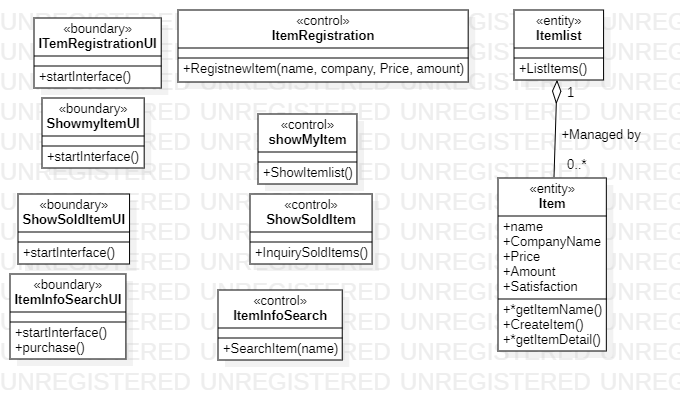 «boundary»
ITemRegistrationUI
+startInterface()
«control»
ItemRegistration
+RegistnewItem(name, company, Price, amount)
«entity»
Itemlist
+ListItems()
1
+Managed by
0..*
«boundary»
ShowmyItemUI
+startInterface()
«control»
showMyItem
+ShowItemlist()
«boundary»
ShowSoldItemUI
+startInterface()
«control»
ShowSoldItem
+InquirySoldItems()
«entity»
Item
+name
+CompanyName
+Price
+Amount
+Satisfaction
+*getItemName()
+CreateItem()
+*getItemDetail()
«boundary»
ItemInfoSearchUI
+startInterface()
+purchase()
«control»
ItemInfoSearch
+SearchItem(name)
UNREGISTERED UNREGISTERED UNREGISTERED UNREGISTERED